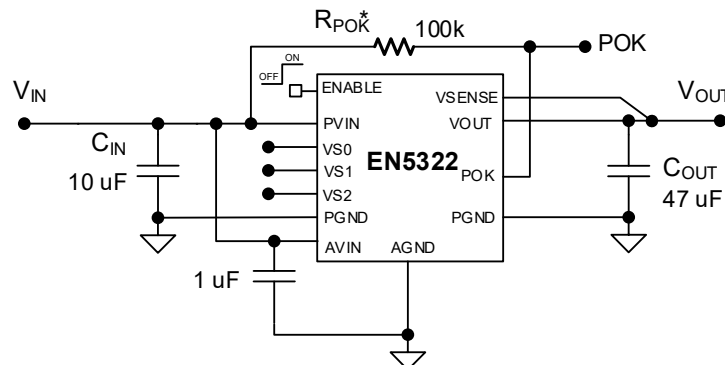 R_POK*
100k
POK
ON
OFF
ENABLE
VSENSE
V_IN
V_OUT
PVIN
VOUT
C_IN
10 uF
VS0
EN5322
VS1
POK
C_OUT
47 uF
VS2
PGND
PGND
AVIN
AGND
1 uF